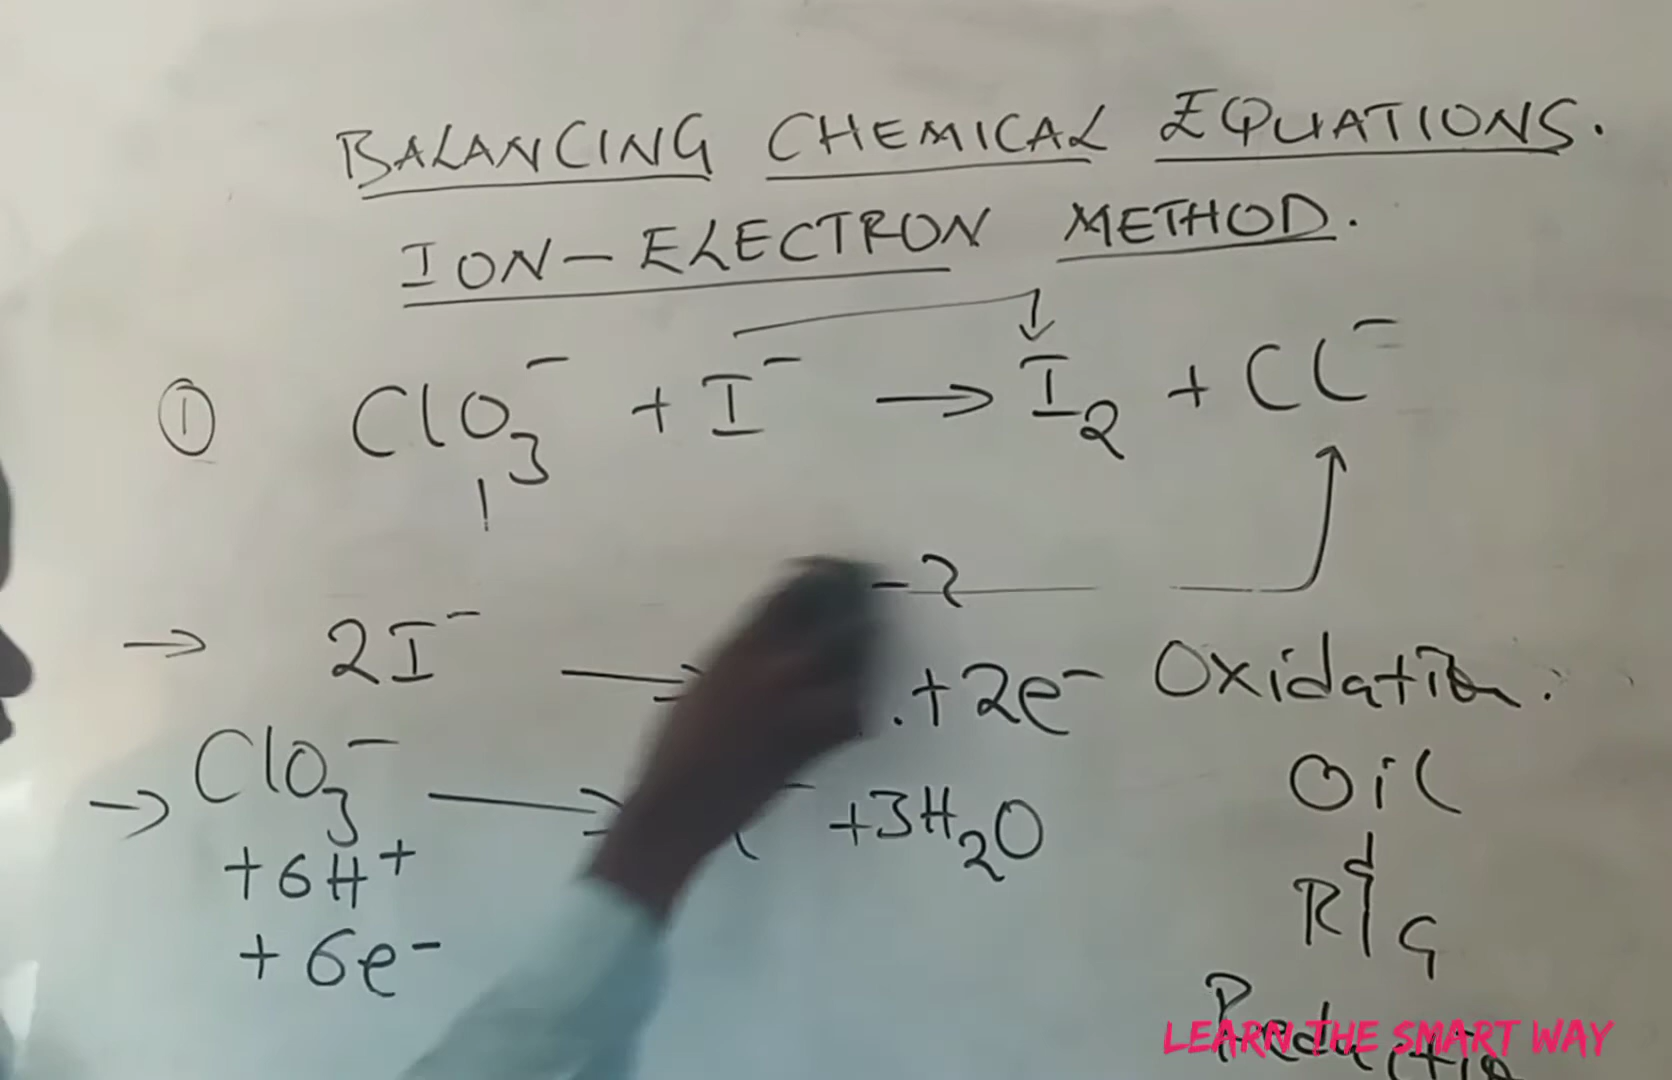 BALANCING CHEMICAL EQUATIONS.
ION-ELECTRON METHOD.
① ClO₃⁻ + I⁻ → I₂ + Cl⁻
-2
→ 2I⁻ → +2e⁻ Oxidation.
→ ClO₃⁻ → ⁻ +3H₂O OiL
+6H⁺ RIG
+6e⁻
LEARN THE SMART WAY